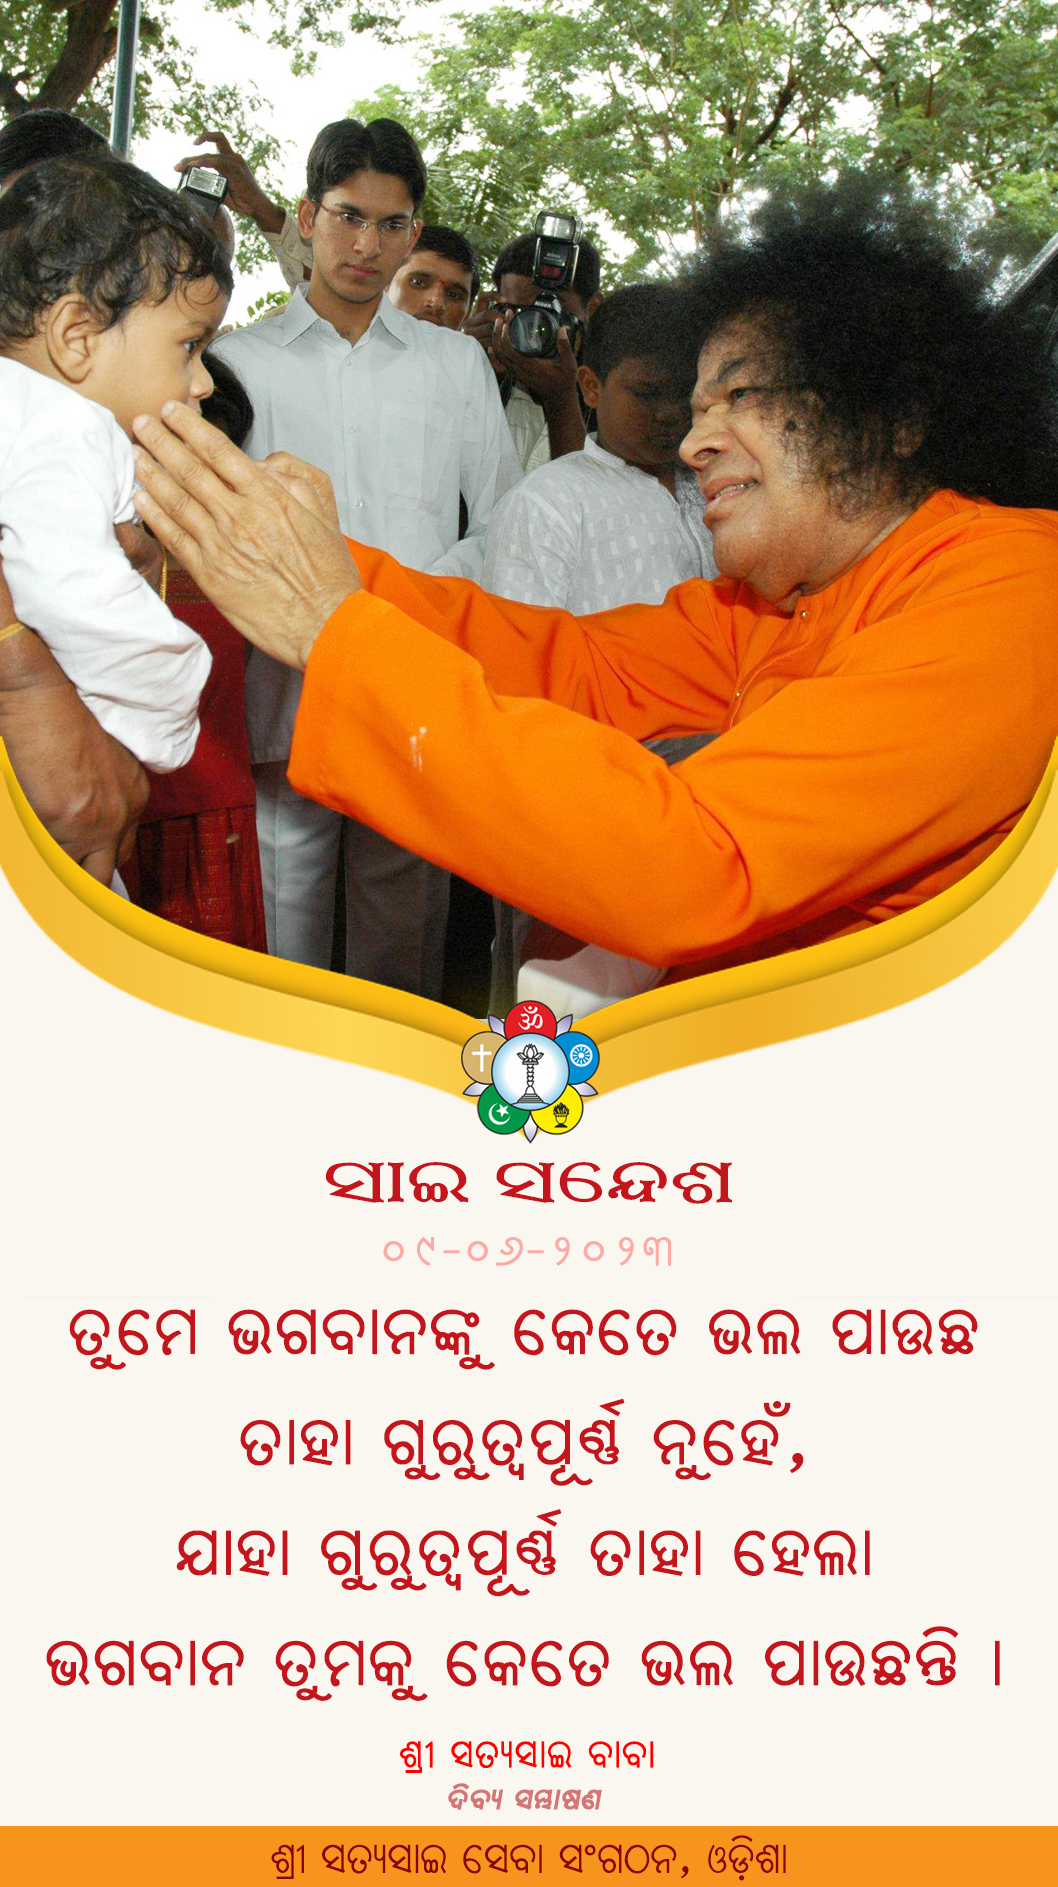 ସାଇ ସନ୍ଦେଶ
୦୯-୦୬-୨୦୨୩
ତୁମେ ଭଗବାନଙ୍କୁ କେତେ ଭଲ ପାଉଛ
ତାହା ଗୁରୁତ୍ୱପୂର୍ଣ୍ଣ ନୁହେଁ,
ଯାହା ଗୁରୁତ୍ୱପୂର୍ଣ୍ଣ ତାହା ହେଲା
ଭଗବାନ ତୁମକୁ କେତେ ଭଲ ପାଉଛନ୍ତି ।
ଶ୍ରୀ ସତ୍ୟସାଇ ବାବା
ଦିବ୍ୟ ସମ୍ଭାଷଣ
ଶ୍ରୀ ସତ୍ୟସାଇ ସେବା ସଂଗଠନ, ଓଡ଼ିଶା